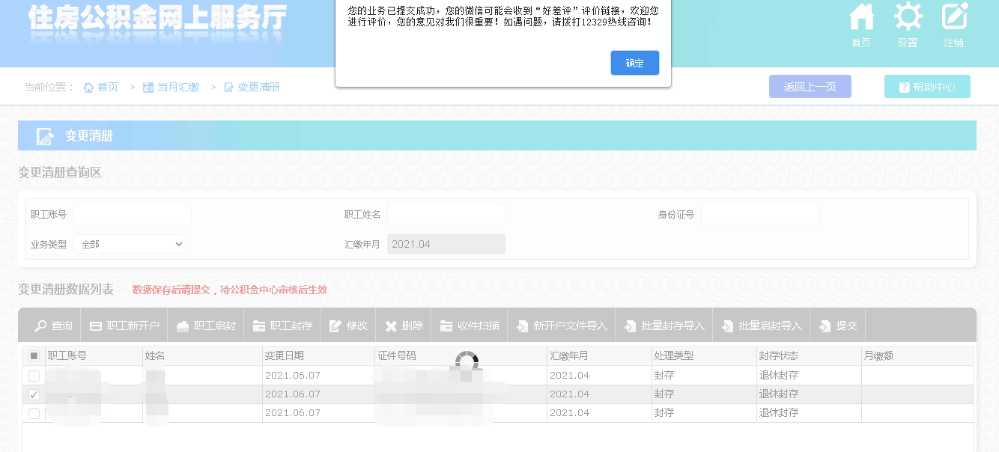 住房公积金网上服务厅
您的业务已提交成功，您的微信可能会收到“好差评”评价链接，欢迎您
进行评价，您的意见对我们很重要！如遇问题，请拨打12329热线咨询！
确定
首页 设置 注销
当前位置： 首页 > 当月汇缴 > 变更清册 返回上一页 帮助中心
变更清册
变更清册查询区
职工账号 职工姓名 身份证号
业务类型 全部 汇缴年月 2021.04
变更清册数据列表 数据保存后请提交，待公积金中心审核后生效
查询 职工新开户 职工启封 职工封存 修改 删除 收件扫描 新开户文件导入 批量封存导入 批量启封导入 提交
职工账号 姓名 变更日期 证件号码 汇缴年月 处理类型 封存状态 月缴额
2021.06.07 2021.04 封存 退休封存
2021.06.07 2021.04 封存 退休封存
2021.06.07 2021.04 封存 退休封存